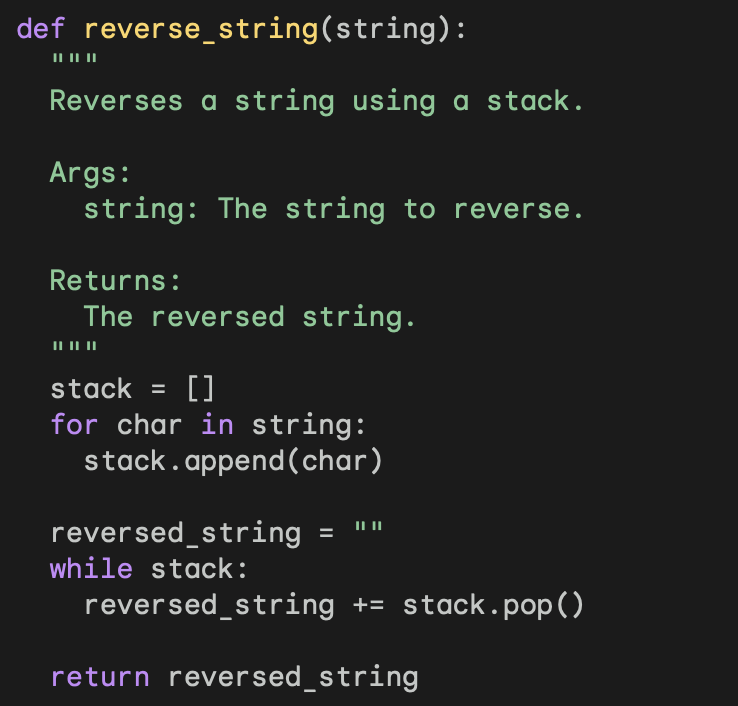 def reverse_string(string):
  """
  Reverses a string using a stack.

  Args:
    string: The string to reverse.

  Returns:
    The reversed string.
  """
  stack = []
  for char in string:
    stack.append(char)

  reversed_string = ""
  while stack:
    reversed_string += stack.pop()

  return reversed_string